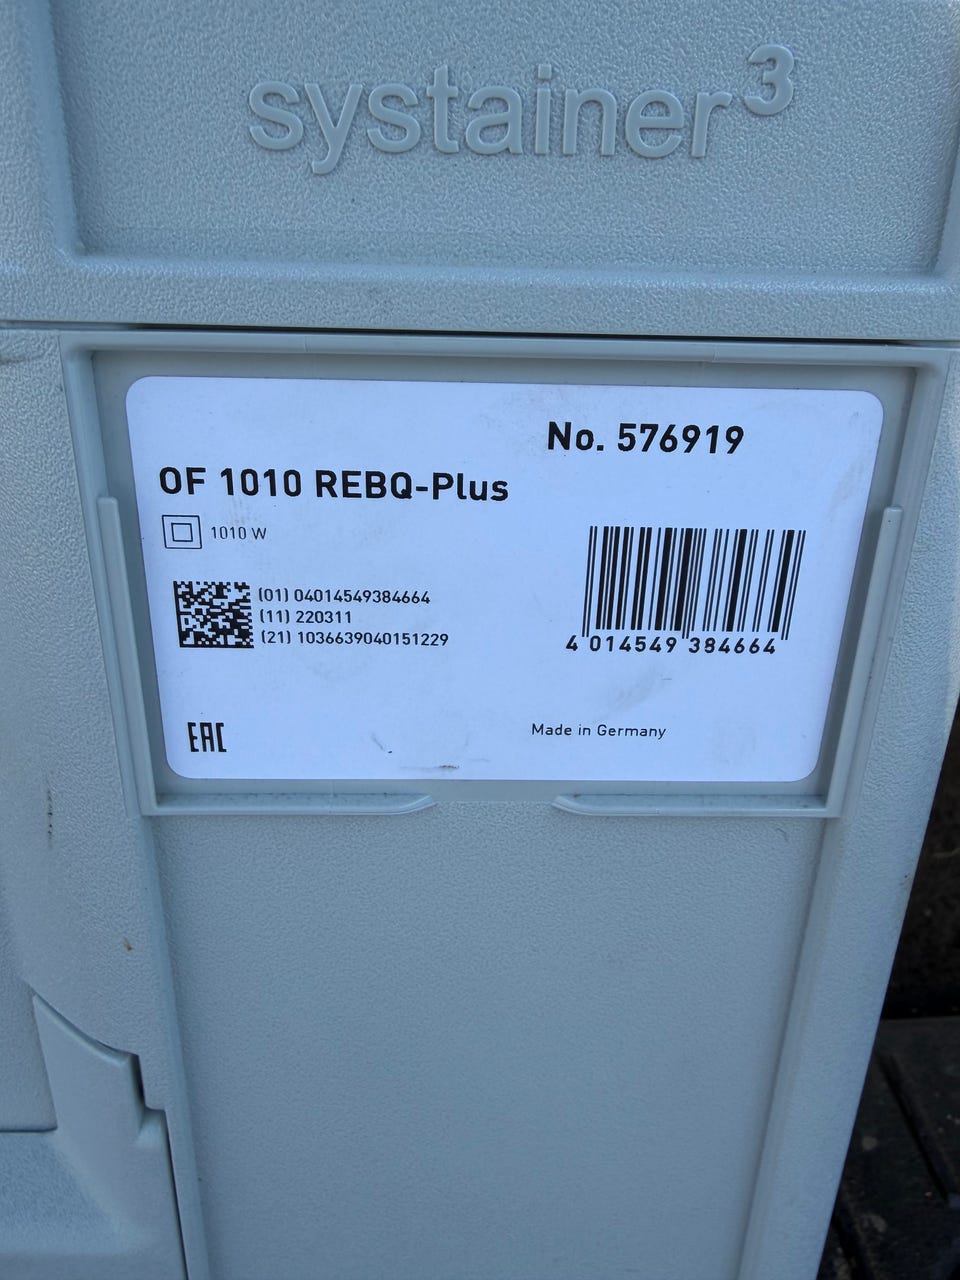 systainer³
No. 576919
OF 1010 REBQ-Plus
1010 W
(01) 04014549384664
(11) 220311
(21) 1036639040151229
4 014549 384664
EAC
Made in Germany